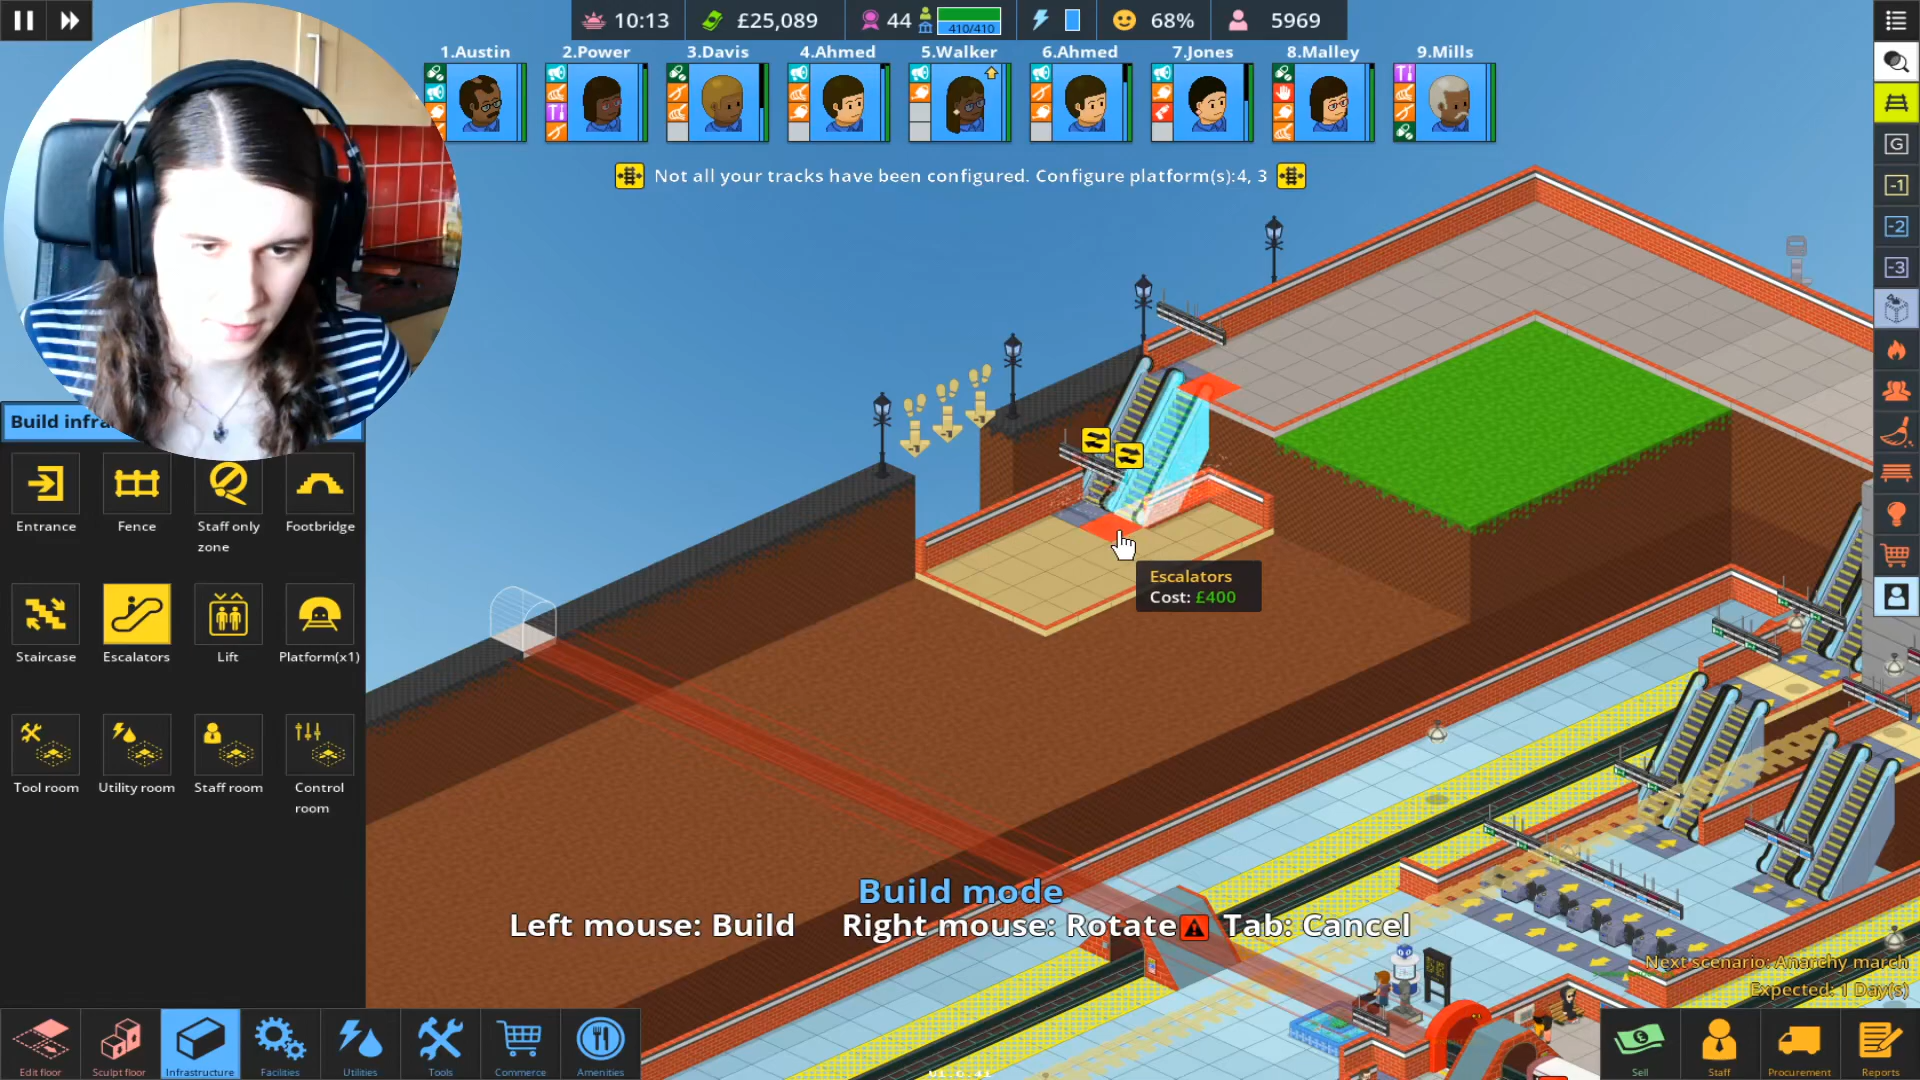 10:13
£25,089
44
410/410
68%
5969
1.Austin
2.Power
3.Davis
4.Ahmed
5.Walker
6.Ahmed
7.Jones
8.Malley
9.Mills
Not all your tracks have been configured. Configure platform(s):4, 3
G
-1
-2
-3
Build infra
Entrance
Fence
Staff only
zone
Footbridge
Staircase
Escalators
Lift
Platform(x1)
Tool room
Utility room
Staff room
Control
room
Escalators
Cost: £400
Build mode
Left mouse: Build
Right mouse: Rotate
Tab: Cancel
Next scenario: Anarchy march
Expected: 1 Day(s)
Edit floor
Sculpt floor
Infrastructure
Facilities
Utilities
Tools
Commerce
Amenities
Sell
Staff
Procurement
Reports